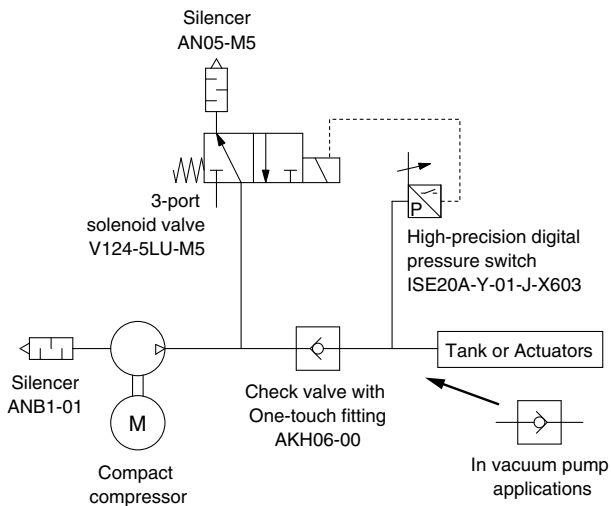 Silencer
AN05-M5
3-port
solenoid valve
V124-5LU-M5
P
High-precision digital
pressure switch
ISE20A-Y-01-J-X603
Silencer
ANB1-01
M
Compact
compressor
Check valve with
One-touch fitting
AKH06-00
Tank or Actuators
In vacuum pump
applications